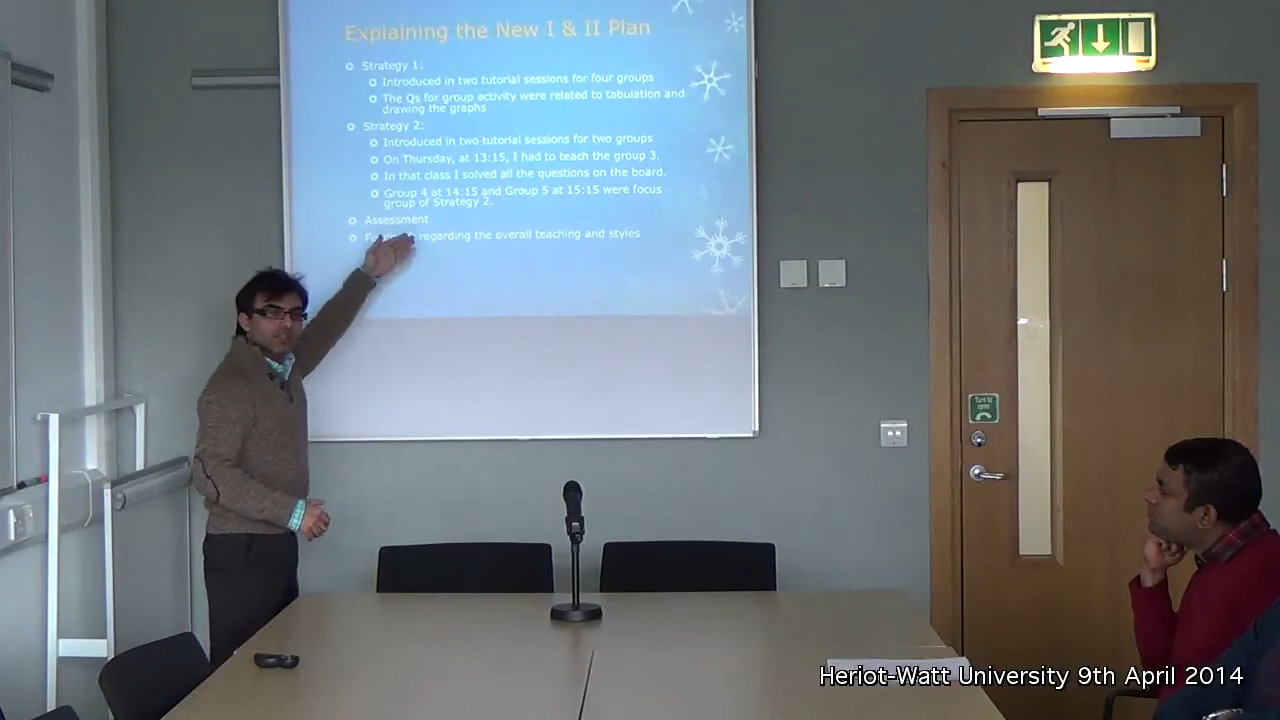 Explaining the New I & II Plan
Strategy 1:
Introduced in two tutorial sessions for four groups
The Qs for group activity were related to tabulation and
drawing the graphs
Strategy 2:
Introduced in two tutorial sessions for two groups
On Thursday, at 13:15, I had to teach the group 3.
In that class I solved all the questions on the board.
Group 4 at 14:15 and Group 5 at 15:15 were focus
group of Strategy 2.
Assessment
regarding the overall teaching and styles
Turn to
open
Heriot-Watt University 9th April 2014